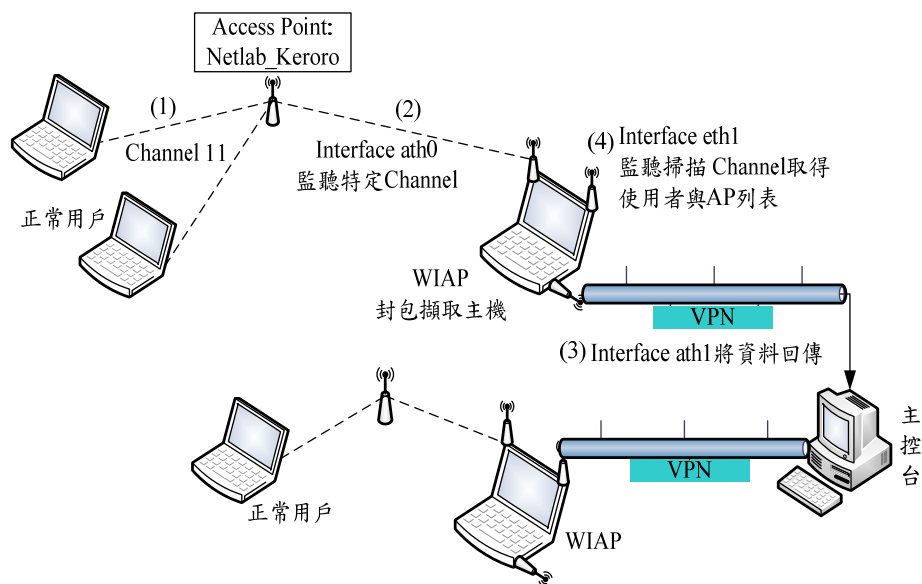 Access Point:
Netlab_Keroro
(1)
(2)
Channel 11
Interface ath0
監聽特定Channel
(4) Interface eth1
監聽掃描 Channel取得
使用者與AP列表
正常用戶
WIAP
封包擷取主機
VPN
(3) Interface ath1將資料回傳
主
控
台
VPN
正常用戶
WIAP